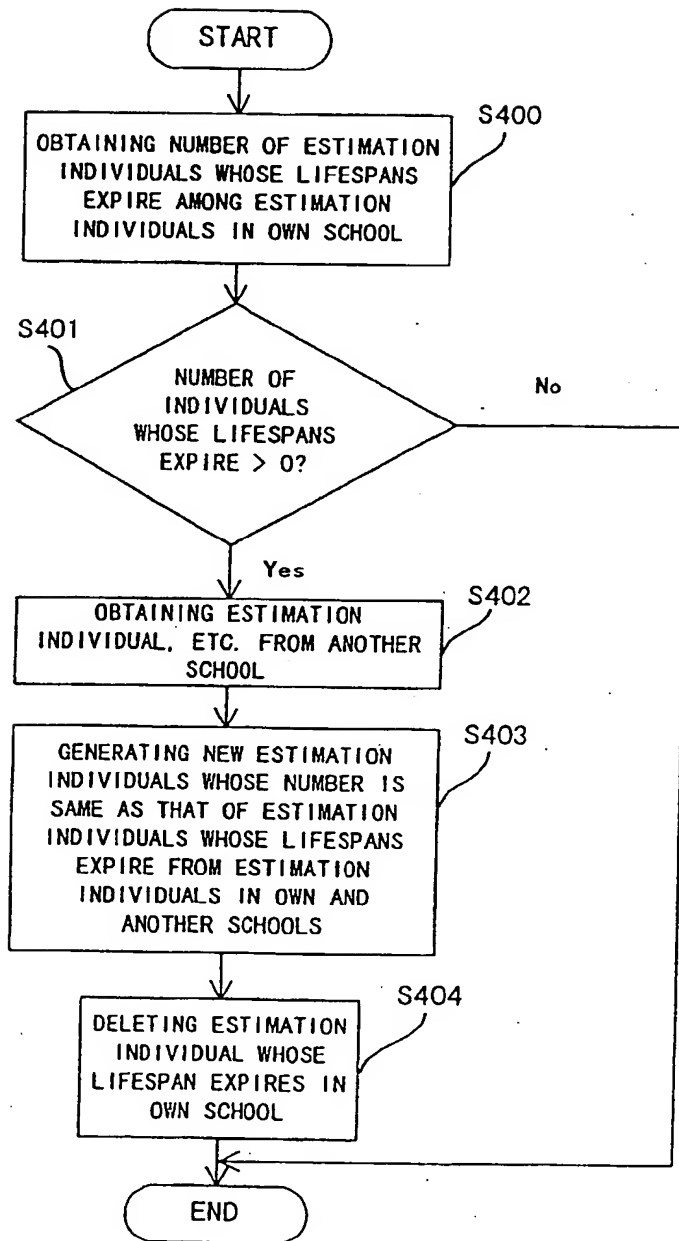 START
S400
OBTAINING NUMBER OF ESTIMATION
INDIVIDUALS WHOSE LIFESPANS
EXPIRE AMONG ESTIMATION
INDIVIDUALS IN OWN SCHOOL
S401
NUMBER OF
INDIVIDUALS
WHOSE LIFESPANS
EXPIRE > 0?
No
Yes
S402
OBTAINING ESTIMATION
INDIVIDUAL, ETC. FROM ANOTHER
SCHOOL
S403
GENERATING NEW ESTIMATION
INDIVIDUALS WHOSE NUMBER IS
SAME AS THAT OF ESTIMATION
INDIVIDUALS WHOSE LIFESPANS
EXPIRE FROM ESTIMATION
INDIVIDUALS IN OWN AND
ANOTHER SCHOOLS
S404
DELETING ESTIMATION
INDIVIDUAL WHOSE
LIFESPAN EXPIRES IN
OWN SCHOOL
END